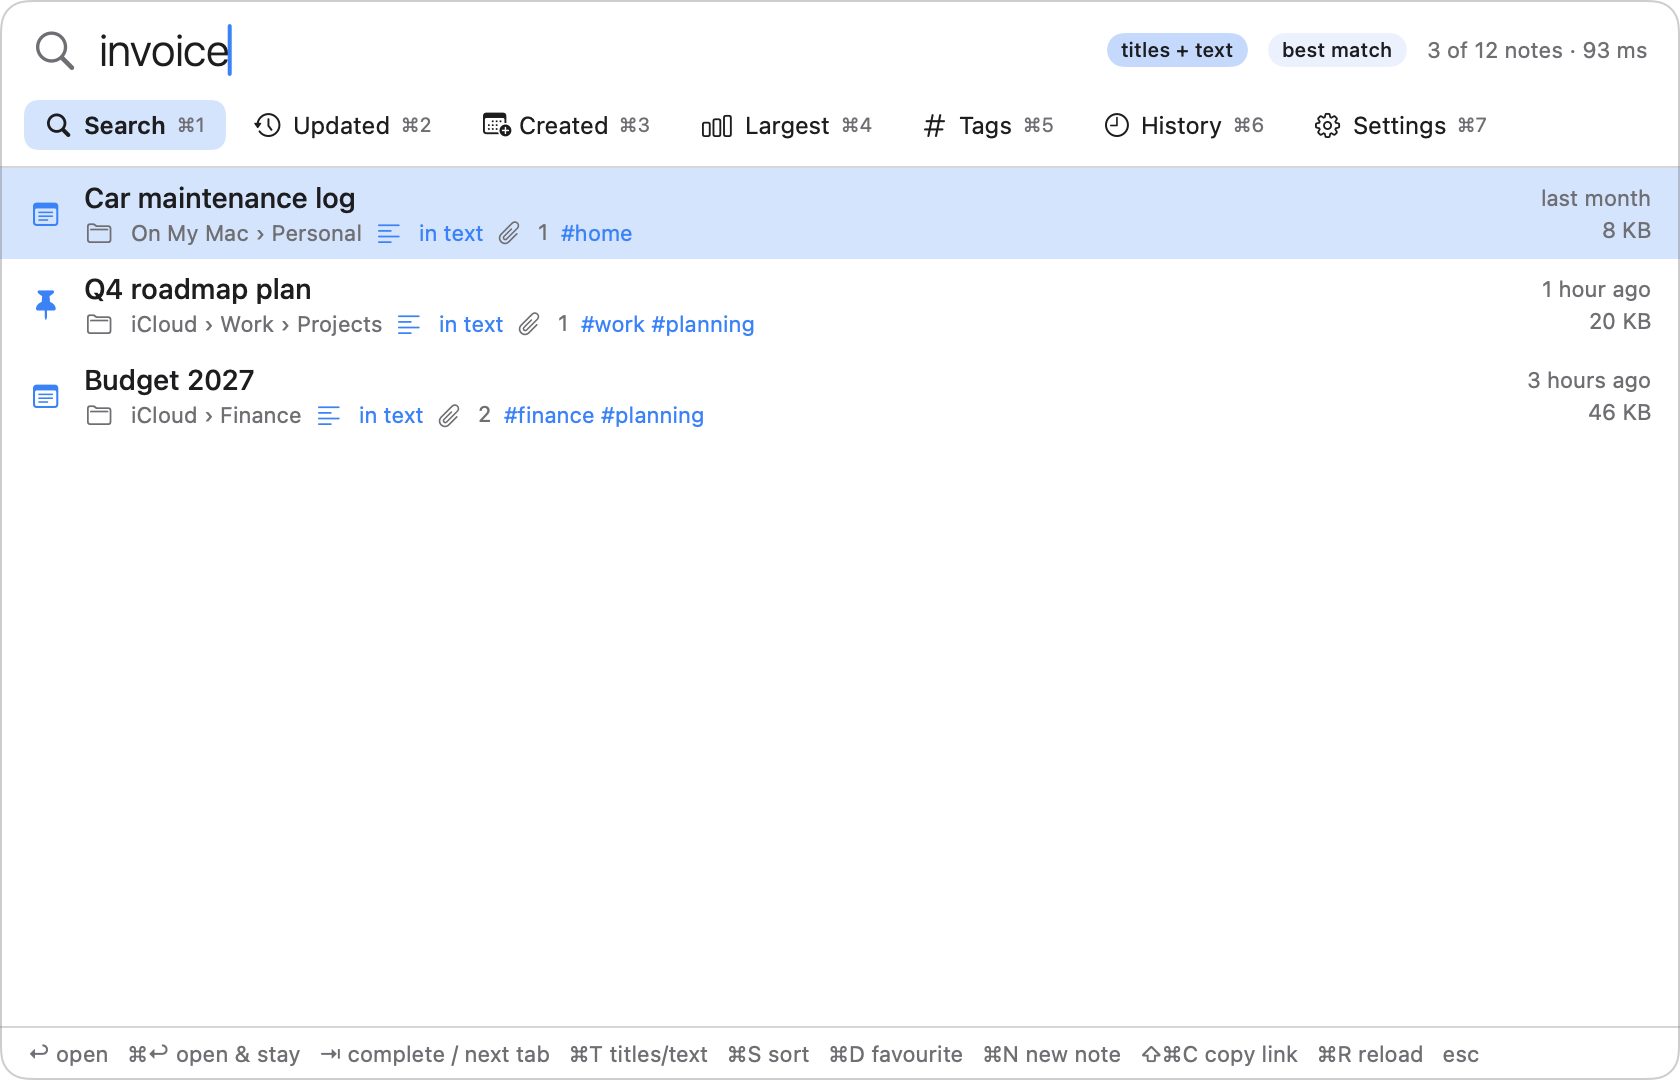 invoice titles + text best match 3 of 12 notes · 93 ms
Search ⌘1 Updated ⌘2 Created ⌘3 Largest ⌘4 # Tags ⌘5 History ⌘6 Settings ⌘7
Car maintenance log last month
On My Mac › Personal in text 1 #home 8 KB
Q4 roadmap plan 1 hour ago
iCloud › Work › Projects in text 1 #work #planning 20 KB
Budget 2027 3 hours ago
iCloud › Finance in text 2 #finance #planning 46 KB
↩ open ⌘↩ open & stay ⇥ complete / next tab ⌘T titles/text ⌘S sort ⌘D favourite ⌘N new note ⇧⌘C copy link ⌘R reload esc